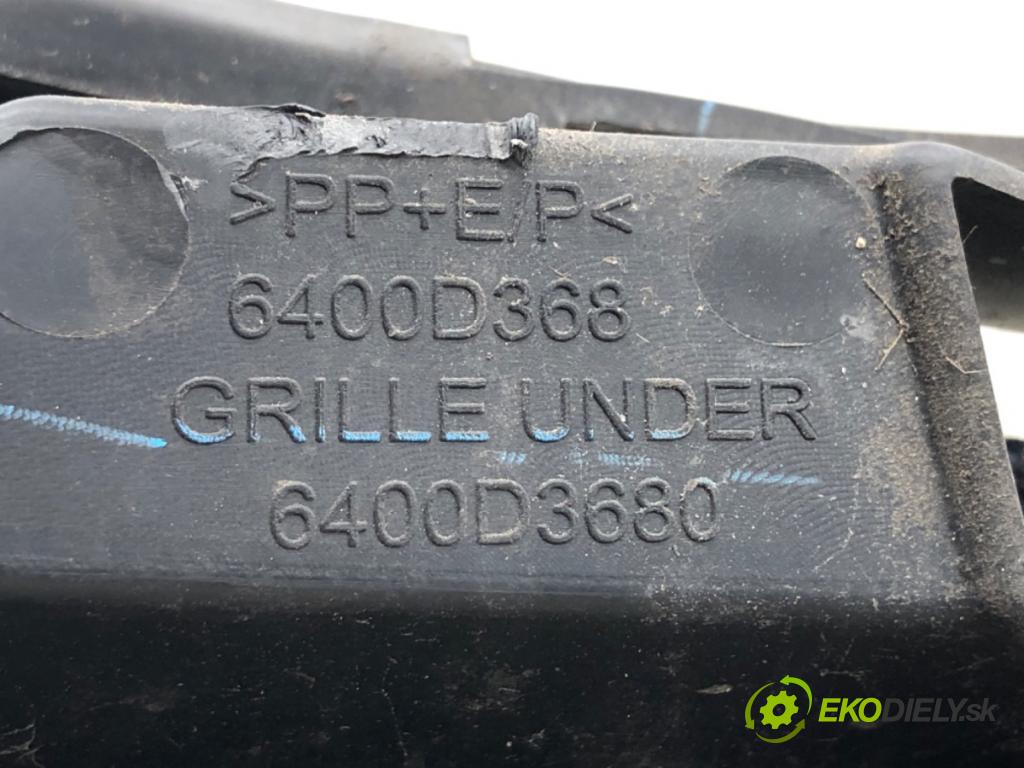 >PP+E/P<
6400D368
GRILLE UNDER
6400D3680
EKODIELY.sk